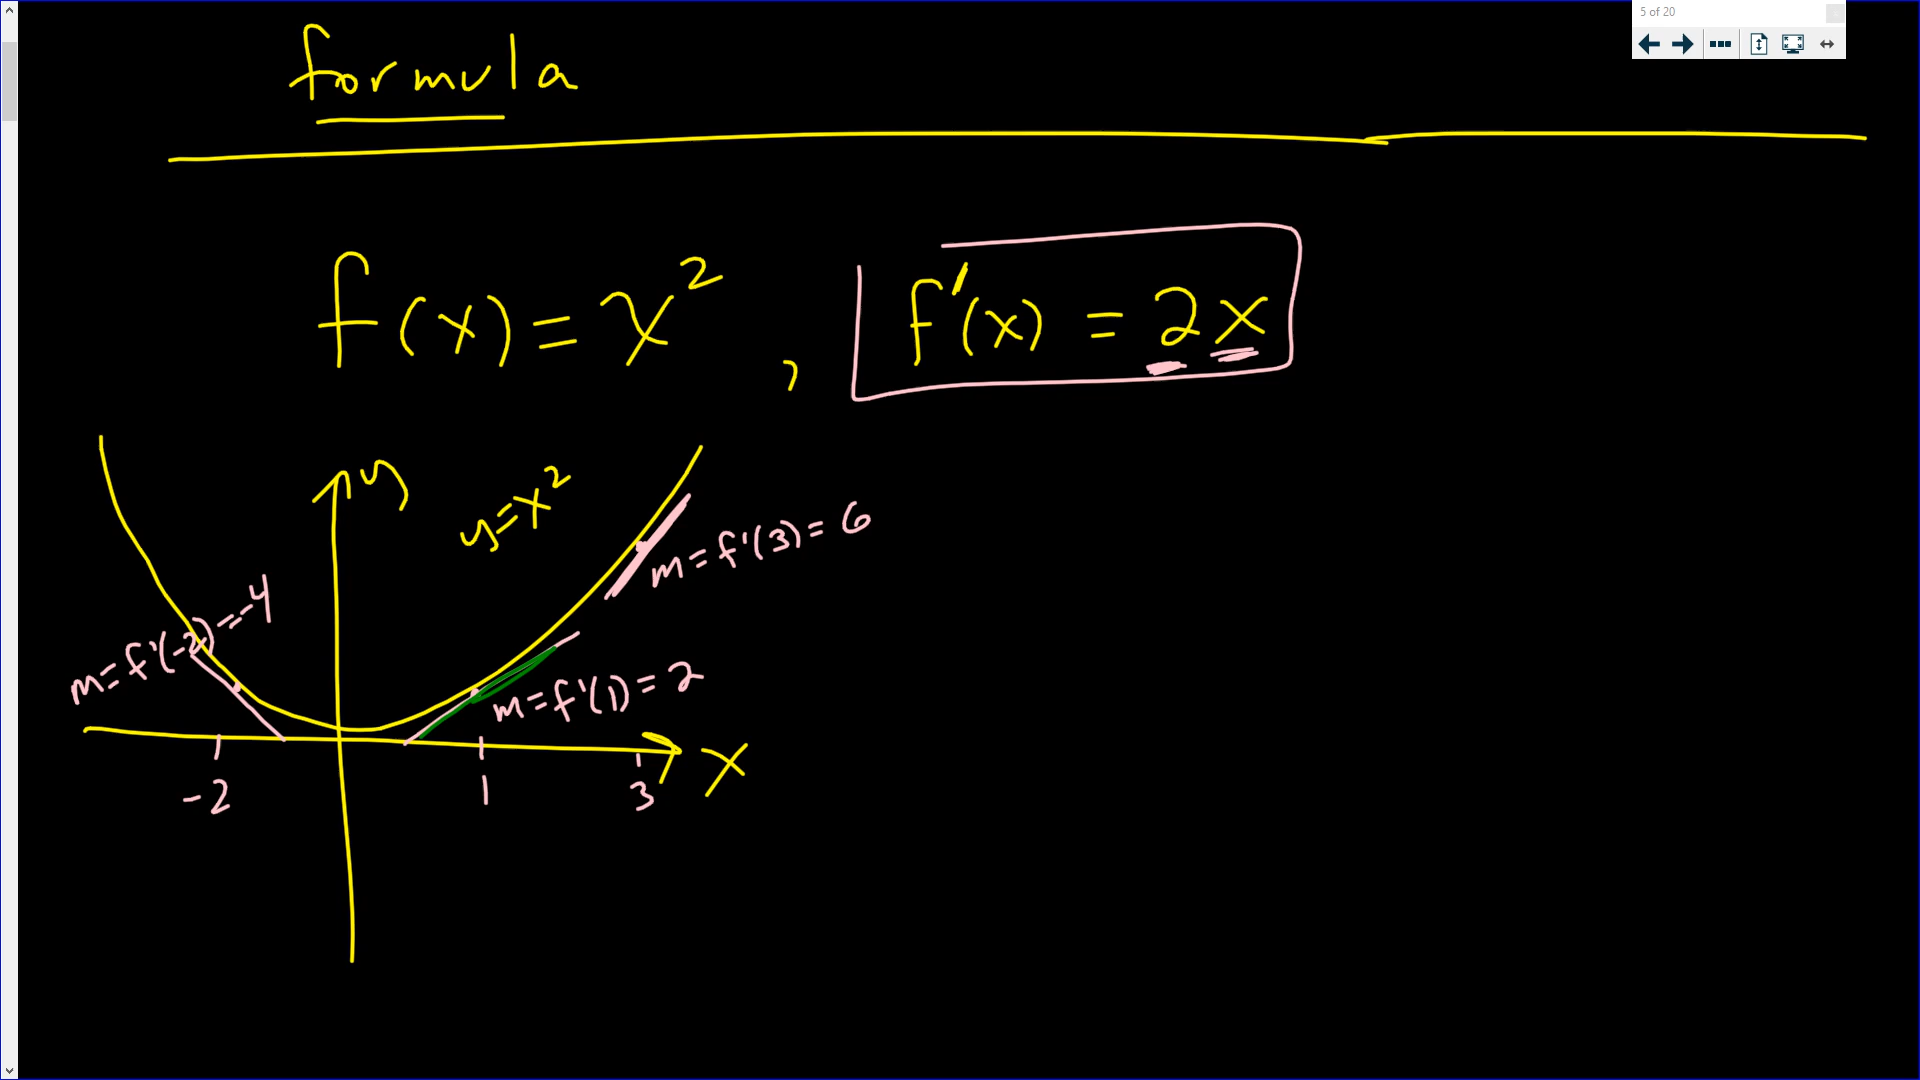 5 of 20
formula
f(x) = x², f'(x) = 2x
y
y=x²
m = f'(3) = 6
m = f'(-2) = -4
m = f'(1) = 2
x
-2 1 3